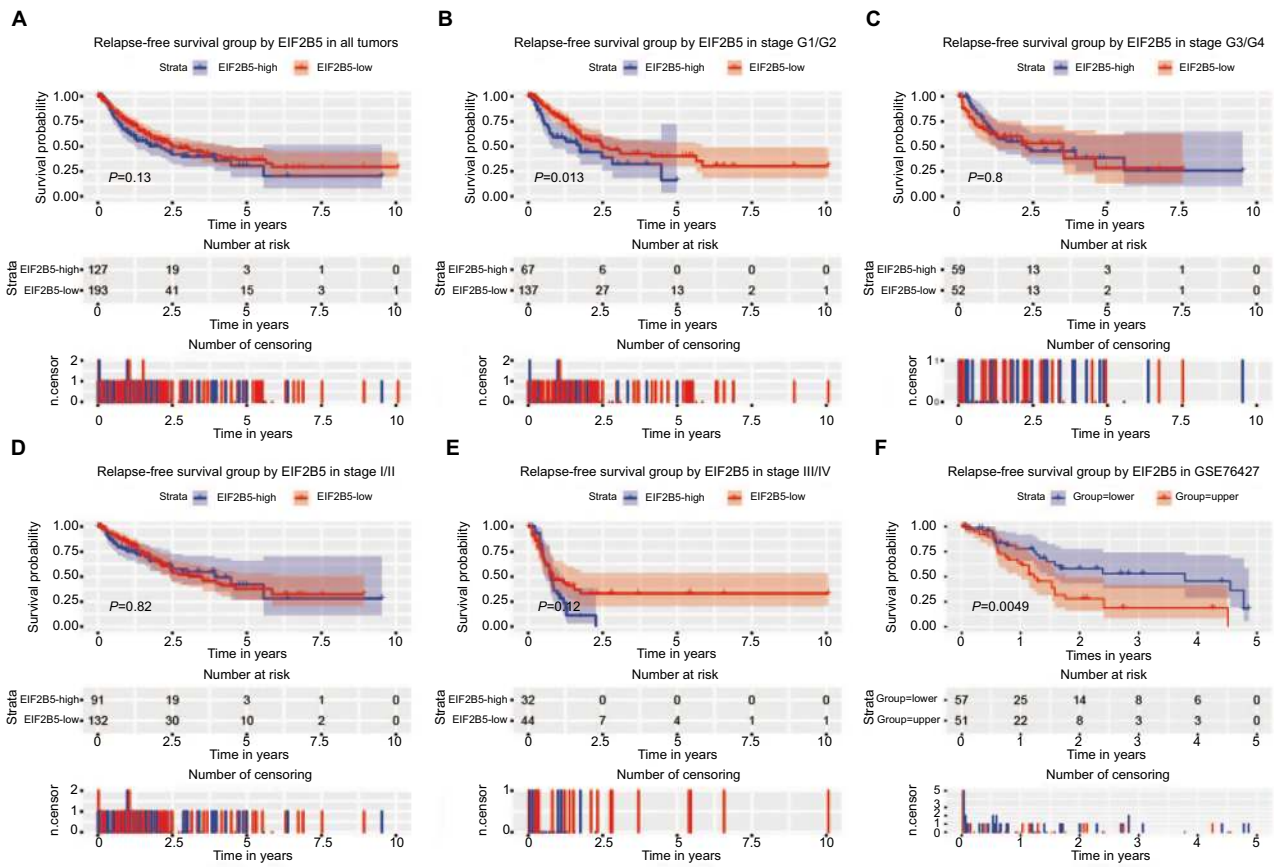 A
Relapse-free survival group by EIF2B5 in all tumors
Strata EIF2B5-high EIF2B5-low
Survival probability
1.00
0.75
0.50
0.25
0.00
P=0.13
0 2.5 5 7.5 10
Time in years
Number at risk
Strata
EIF2B5-high 127 19 3 1 0
EIF2B5-low 193 41 15 3 1
0 2.5 5 7.5 10
Time in years
Number of censoring
n.censor
2
1
0
0 2.5 5 7.5 10
Time in years
B
Relapse-free survival group by EIF2B5 in stage G1/G2
Strata EIF2B5-high EIF2B5-low
Survival probability
1.00
0.75
0.50
0.25
0.00
P=0.013
0 2.5 5 7.5 10
Time in years
Number at risk
Strata
EIF2B5-high 67 6 0 0 0
EIF2B5-low 137 27 13 2 1
0 2.5 5 7.5 10
Time in years
Number of censoring
n.censor
2
1
0
0 2.5 5 7.5 10
Time in years
C
Relapse-free survival group by EIF2B5 in stage G3/G4
Strata EIF2B5-high EIF2B5-low
Survival probability
1.00
0.75
0.50
0.25
0.00
P=0.8
0 2.5 5 7.5 10
Time in years
Number at risk
Strata
EIF2B5-high 59 13 3 1 0
EIF2B5-low 52 13 2 1 0
0 2.5 5 7.5 10
Time in years
Number of censoring
n.censor
1
0
0 2.5 5 7.5 10
Time in years
D
Relapse-free survival group by EIF2B5 in stage I/II
Strata EIF2B5-high EIF2B5-low
Survival probability
1.00
0.75
0.50
0.25
0.00
P=0.82
0 2.5 5 7.5 10
Time in years
Number at risk
Strata
EIF2B5-high 91 19 3 1 0
EIF2B5-low 132 30 10 2 0
0 2.5 5 7.5 10
Time in years
Number of censoring
n.censor
2
1
0
0 2.5 5 7.5 10
Time in years
E
Relapse-free survival group by EIF2B5 in stage III/IV
Strata EIF2B5-high EIF2B5-low
Survival probability
1.00
0.75
0.50
0.25
0.00
P=0.12
0 2.5 5 7.5 10
Time in years
Number at risk
Strata
EIF2B5-high 32 0 0 0 0
EIF2B5-low 44 7 4 1 1
0 2.5 5 7.5 10
Time in years
Number of censoring
n.censor
1
0
0 2.5 5 7.5 10
Time in years
F
Relapse-free survival group by EIF2B5 in GSE76427
Strata Group=lower Group=upper
Survival probability
1.00
0.75
0.50
0.25
0.00
P=0.0049
0 1 2 3 4 5
Times in years
Number at risk
Strata
Group=lower 57 25 14 8 6 0
Group=upper 51 22 8 3 3 0
0 1 2 3 4 5
Time in years
Number of censoring
n.censor
5
3
2
1
0
0 1 2 3 4 5
Time in years